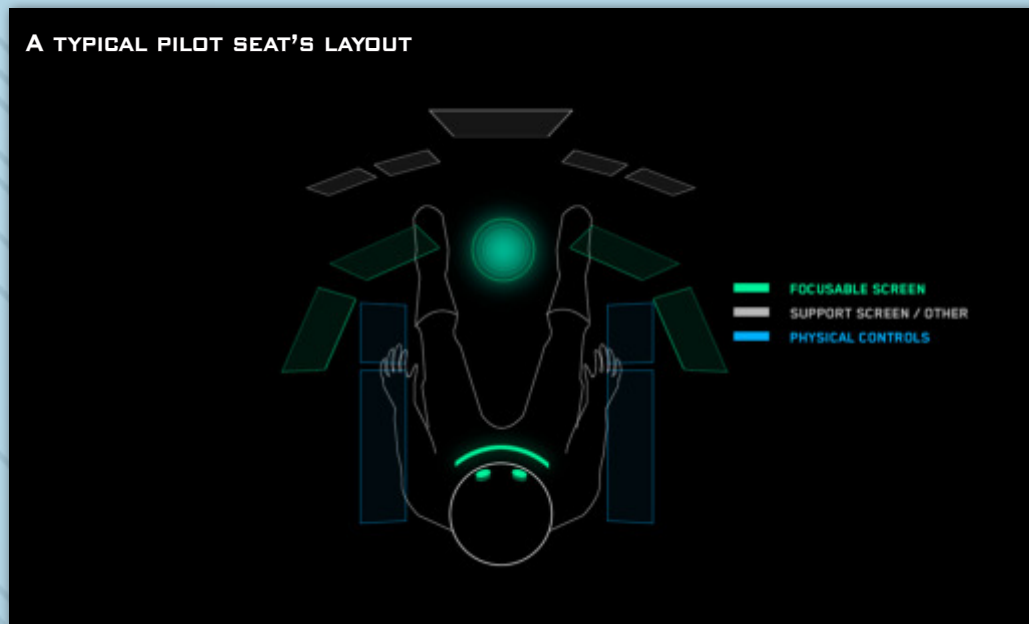 A TYPICAL PILOT SEAT'S LAYOUT
FOCUSABLE SCREEN
SUPPORT SCREEN / OTHER
PHYSICAL CONTROLS